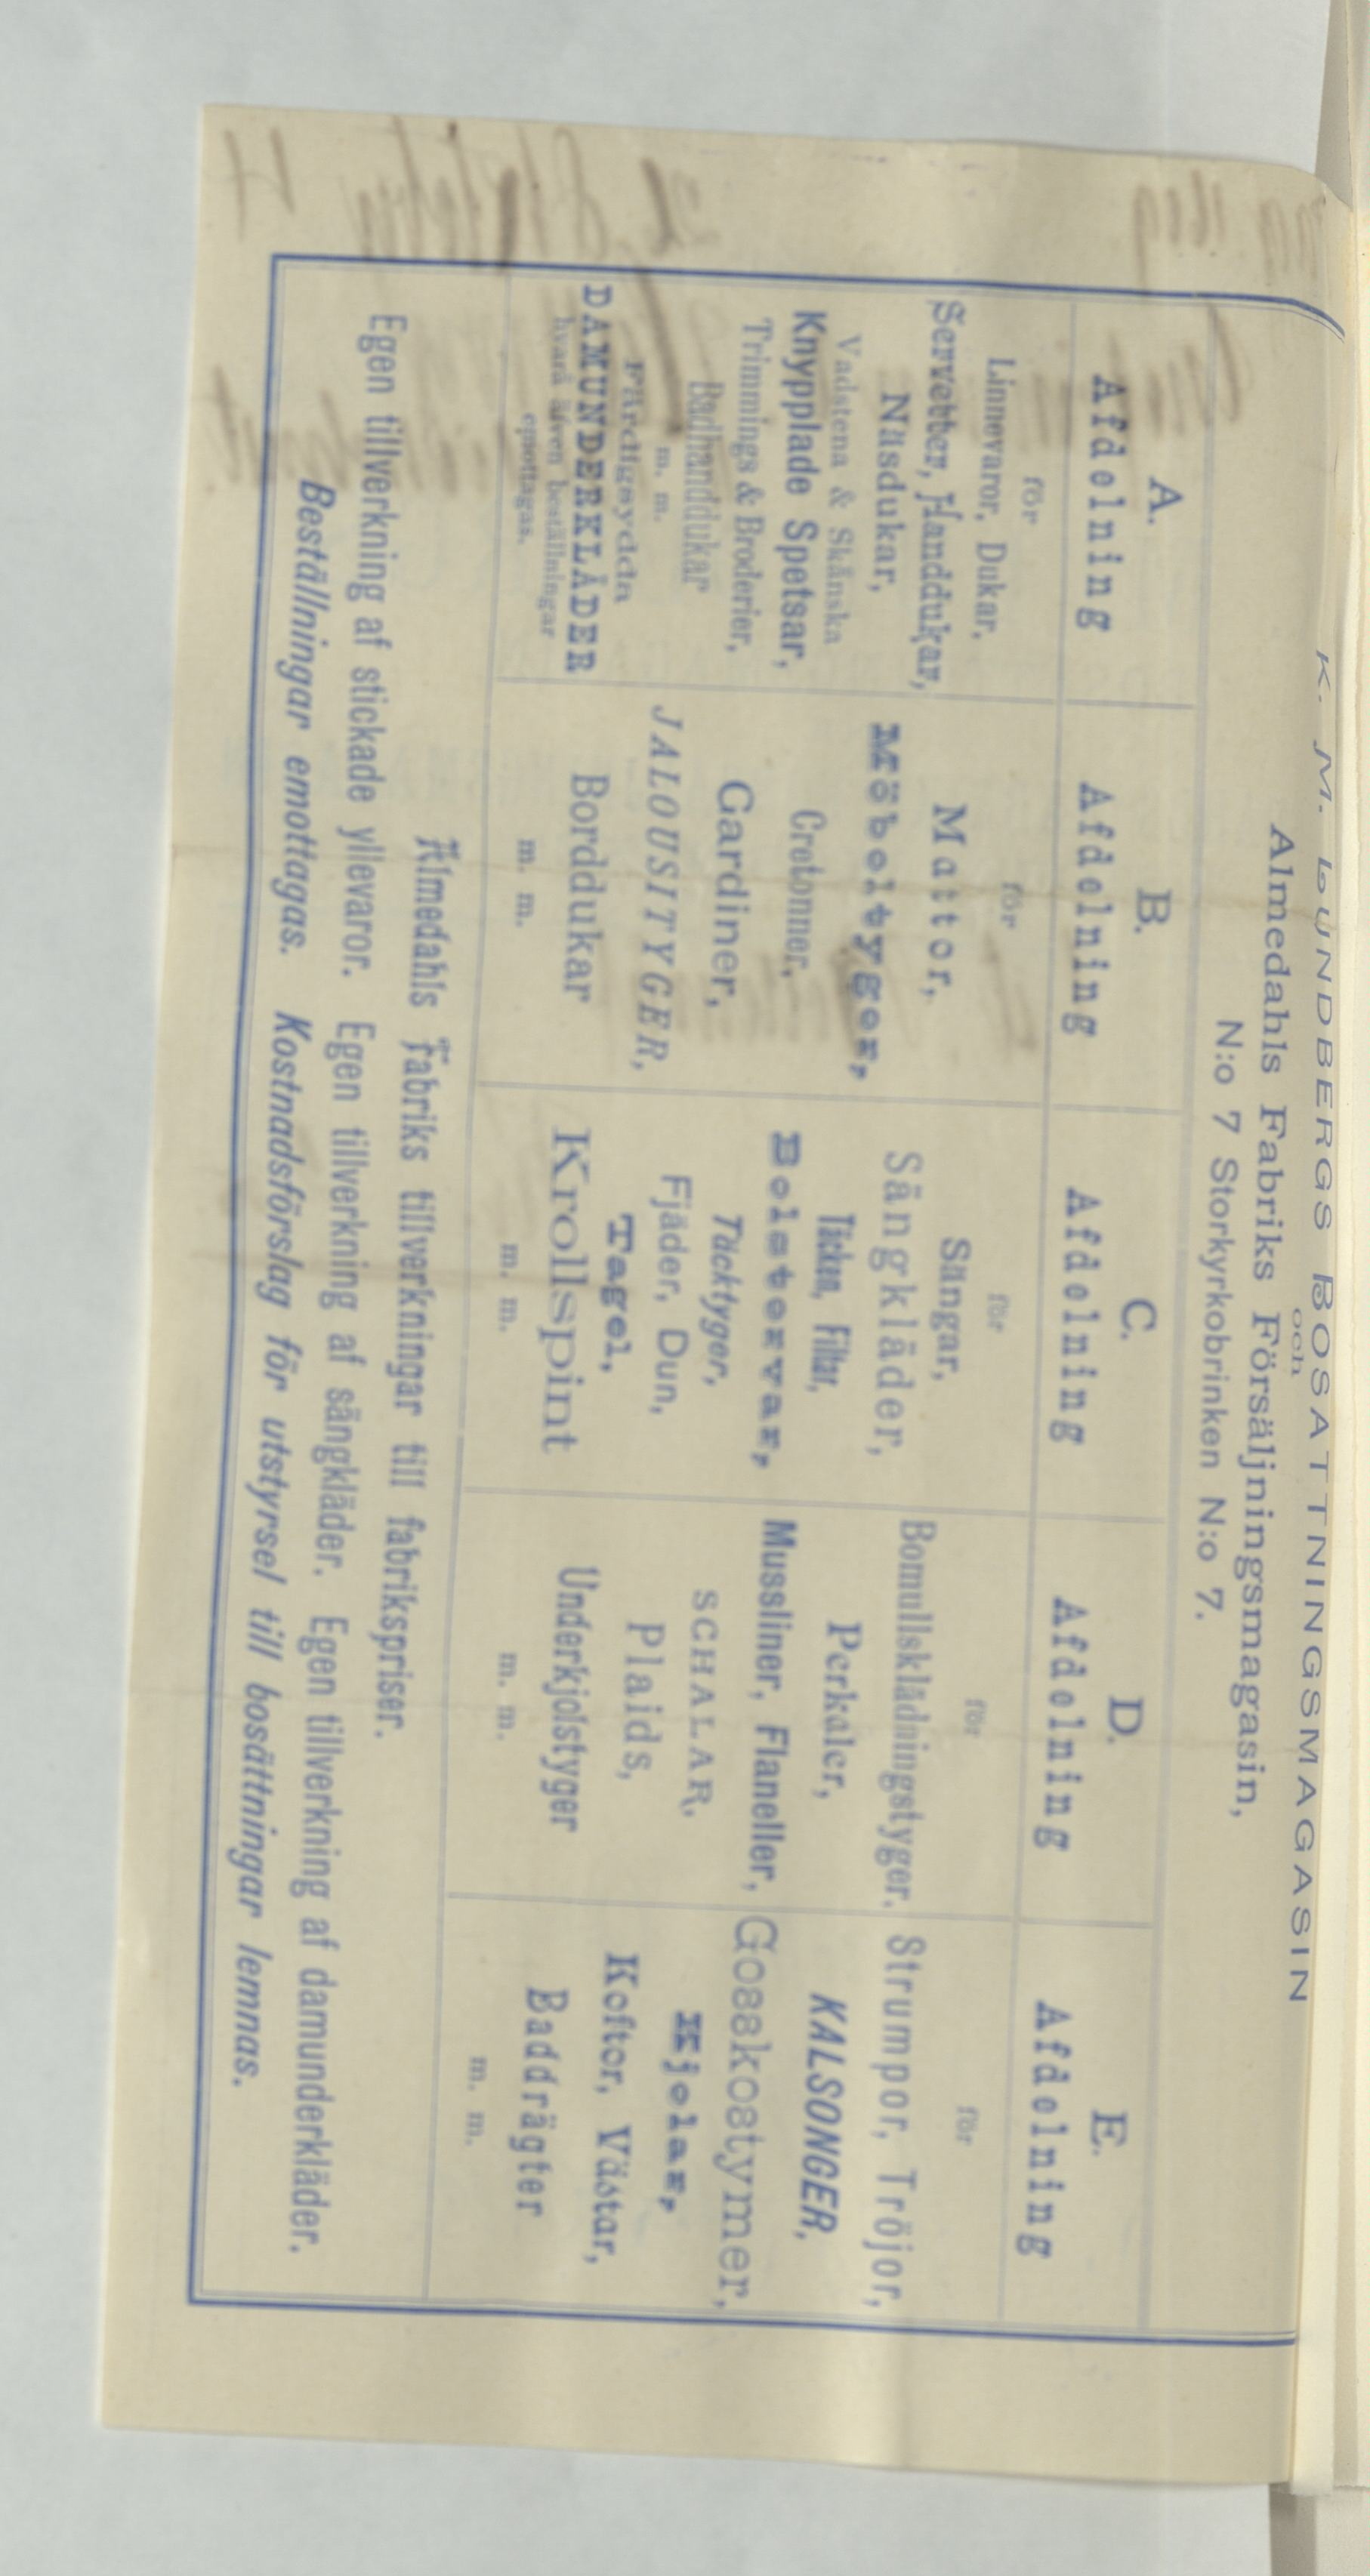 K. M. LUNDBERGS BOSÄTTNINGSMAGASIN
och
Almedahls Fabriks Försäljningsmagasin,
N:o 7 Storkyrkobrinken N:o 7.
A.
Afdelning
för
Linnevaror, Dukar,
Servetter, Handdukar,
Näsdukar,
Vadstena & Skånska
Knypplade Spetsar,
Trimmings & Broderier,
Badhanddukar
m. m.
Färdigsydda
DAMUNDERKLÄDER
hvarå äfven beställningar
emottagas.
B.
Afdelning
för
Mattor,
Möbeltyger,
Cretonner,
Gardiner,
JALOUSITYGER,
Borddukar
m. m.
C.
Afdelning
för
Sängar,
Sängkläder,
Täcken, Filtar,
Bolstervar,
Täcktyger,
Fjäder, Dun,
Tagel,
Krollspint
m. m.
D.
Afdelning
för
Bomullsklädningstyger,
Perkaler,
Mussliner, Flaneller,
SCHALAR,
Plaids,
Underkjolstyger
m. m.
E.
Afdelning
för
Strumpor, Tröjor,
KALSONGER,
Gosskostymer,
Kjolar,
Koftor, Västar,
Baddrägter
m. m.
Almedahls fabriks tillverkningar till fabrikspriser.
Egen tillverkning af stickade yllevaror. Egen tillverkning af sängkläder. Egen tillverkning af damunderkläder.
Beställningar emottagas. Kostnadsförslag för utstyrsel till bosättningar lemnas.